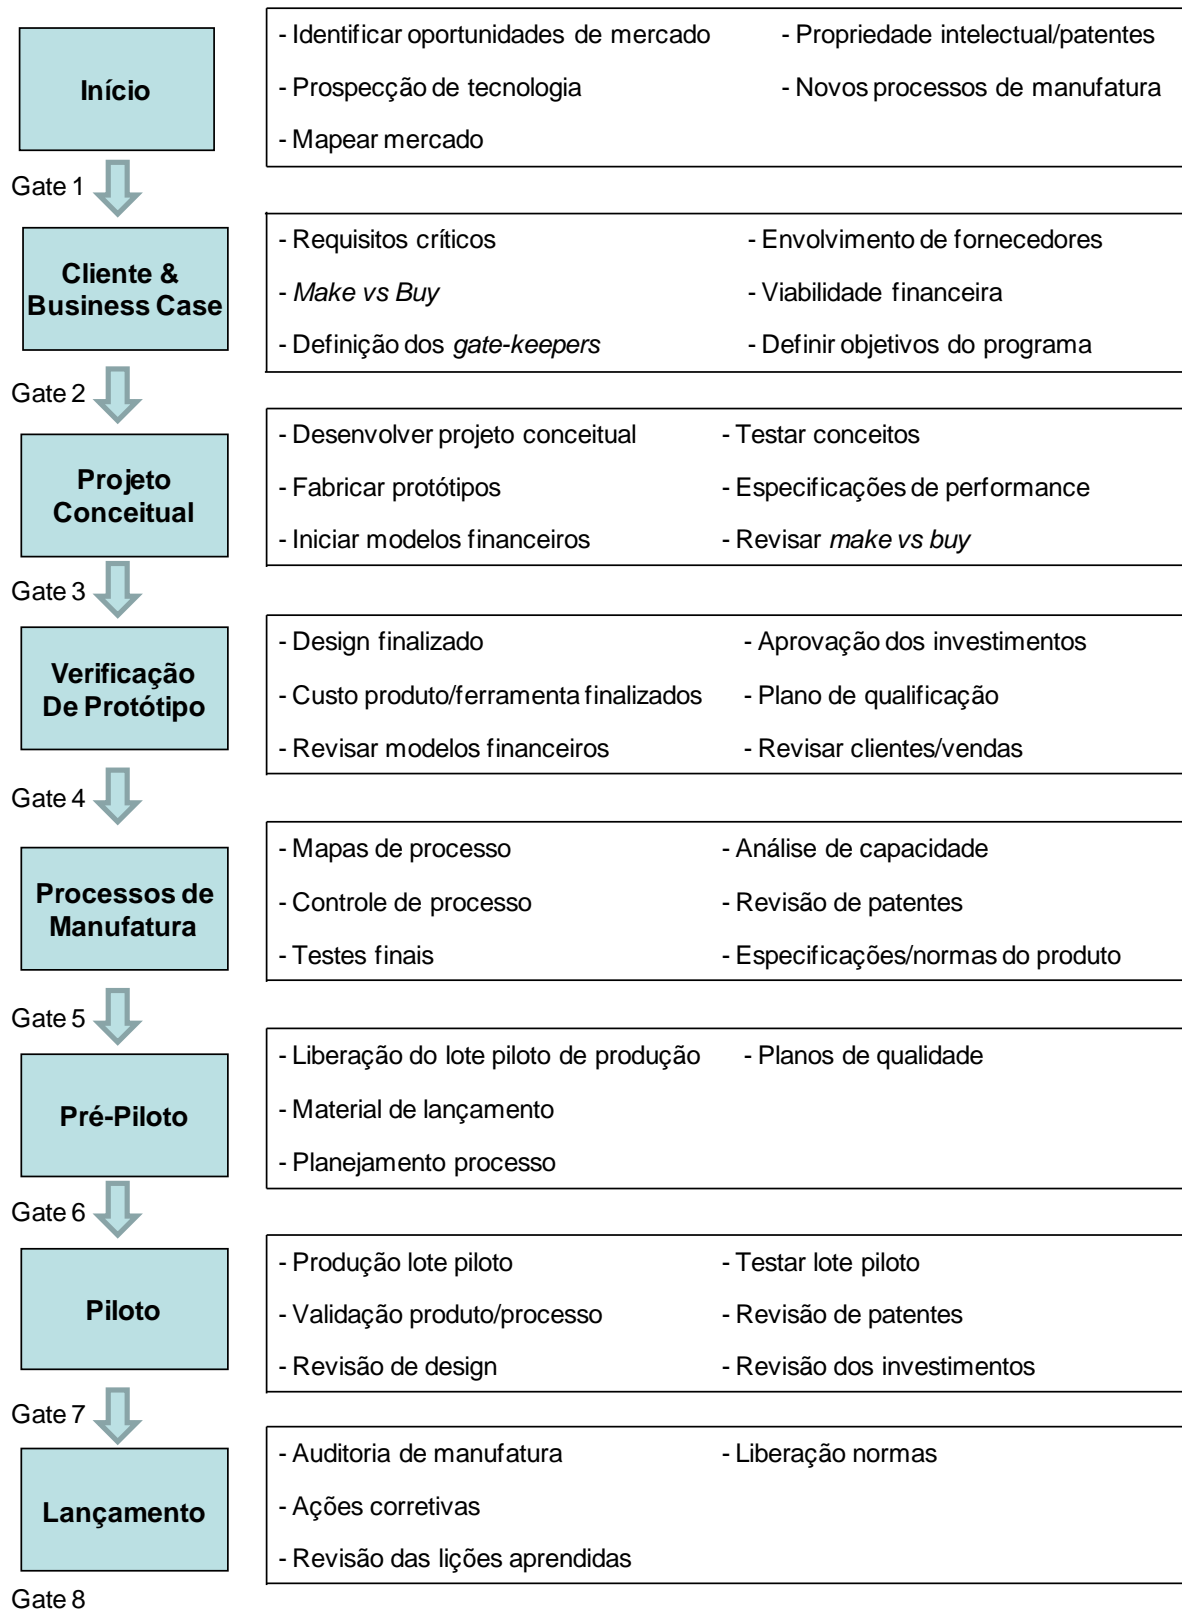 Início
- Identificar oportunidades de mercado
- Propriedade intelectual/patentes
- Prospecção de tecnologia
- Novos processos de manufatura
- Mapear mercado
Gate 1
Cliente &
Business Case
- Requisitos críticos
- Envolvimento de fornecedores
- Make vs Buy
- Viabilidade financeira
- Definição dos gate-keepers
- Definir objetivos do programa
Gate 2
Projeto
Conceitual
- Desenvolver projeto conceitual
- Testar conceitos
- Fabricar protótipos
- Especificações de performance
- Iniciar modelos financeiros
- Revisar make vs buy
Gate 3
Verificação
De Protótipo
- Design finalizado
- Aprovação dos investimentos
- Custo produto/ferramenta finalizados
- Plano de qualificação
- Revisar modelos financeiros
- Revisar clientes/vendas
Gate 4
Processos de
Manufatura
- Mapas de processo
- Análise de capacidade
- Controle de processo
- Revisão de patentes
- Testes finais
- Especificações/normas do produto
Gate 5
Pré-Piloto
- Liberação do lote piloto de produção
- Planos de qualidade
- Material de lançamento
- Planejamento processo
Gate 6
Piloto
- Produção lote piloto
- Testar lote piloto
- Validação produto/processo
- Revisão de patentes
- Revisão de design
- Revisão dos investimentos
Gate 7
Lançamento
- Auditoria de manufatura
- Liberação normas
- Ações corretivas
- Revisão das lições aprendidas
Gate 8